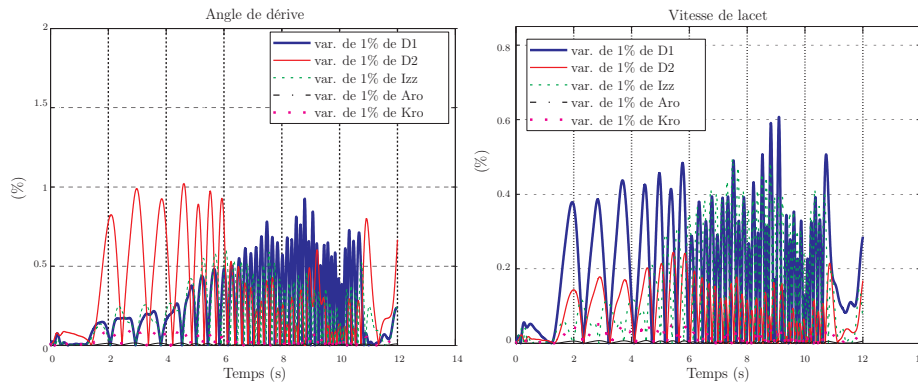 Angle de dérive
2
1.5
1
0.5
0
(%)
0
2
4
6
8
10
12
14
Temps (s)
var. de 1% de D1
var. de 1% de D2
var. de 1% de Izz
var. de 1% de Aro
var. de 1% de Kro
Vitesse de lacet
0.8
0.6
0.4
0.2
0
(%)
0
2
4
6
8
10
12
14
Temps (s)
var. de 1% de D1
var. de 1% de D2
var. de 1% de Izz
var. de 1% de Aro
var. de 1% de Kro